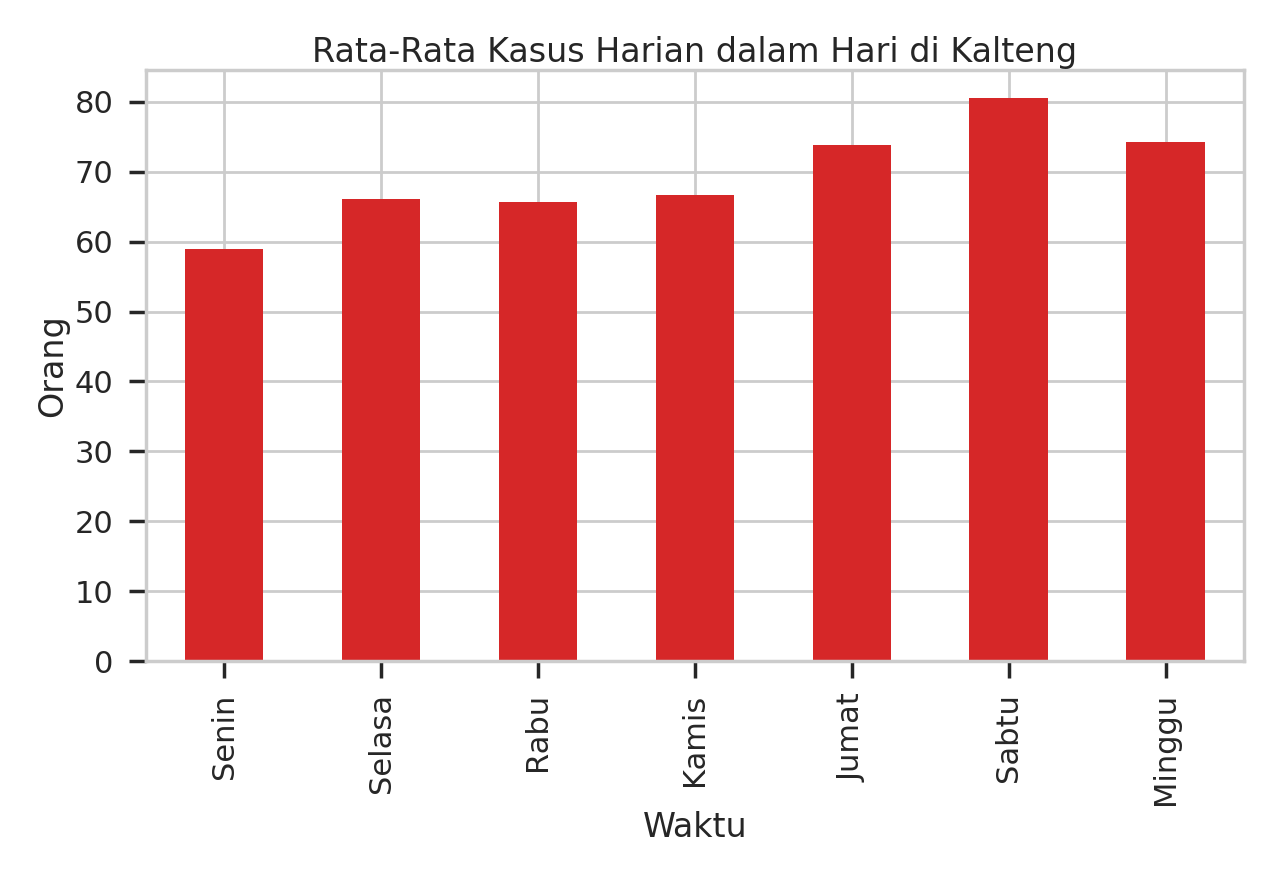 Rata-Rata Kasus Harian dalam Hari di Kalteng
80
70
60
50
40
30
20
10
0
Orang
Senin
Selasa
Rabu
Kamis
Jumat
Sabtu
Minggu
Waktu